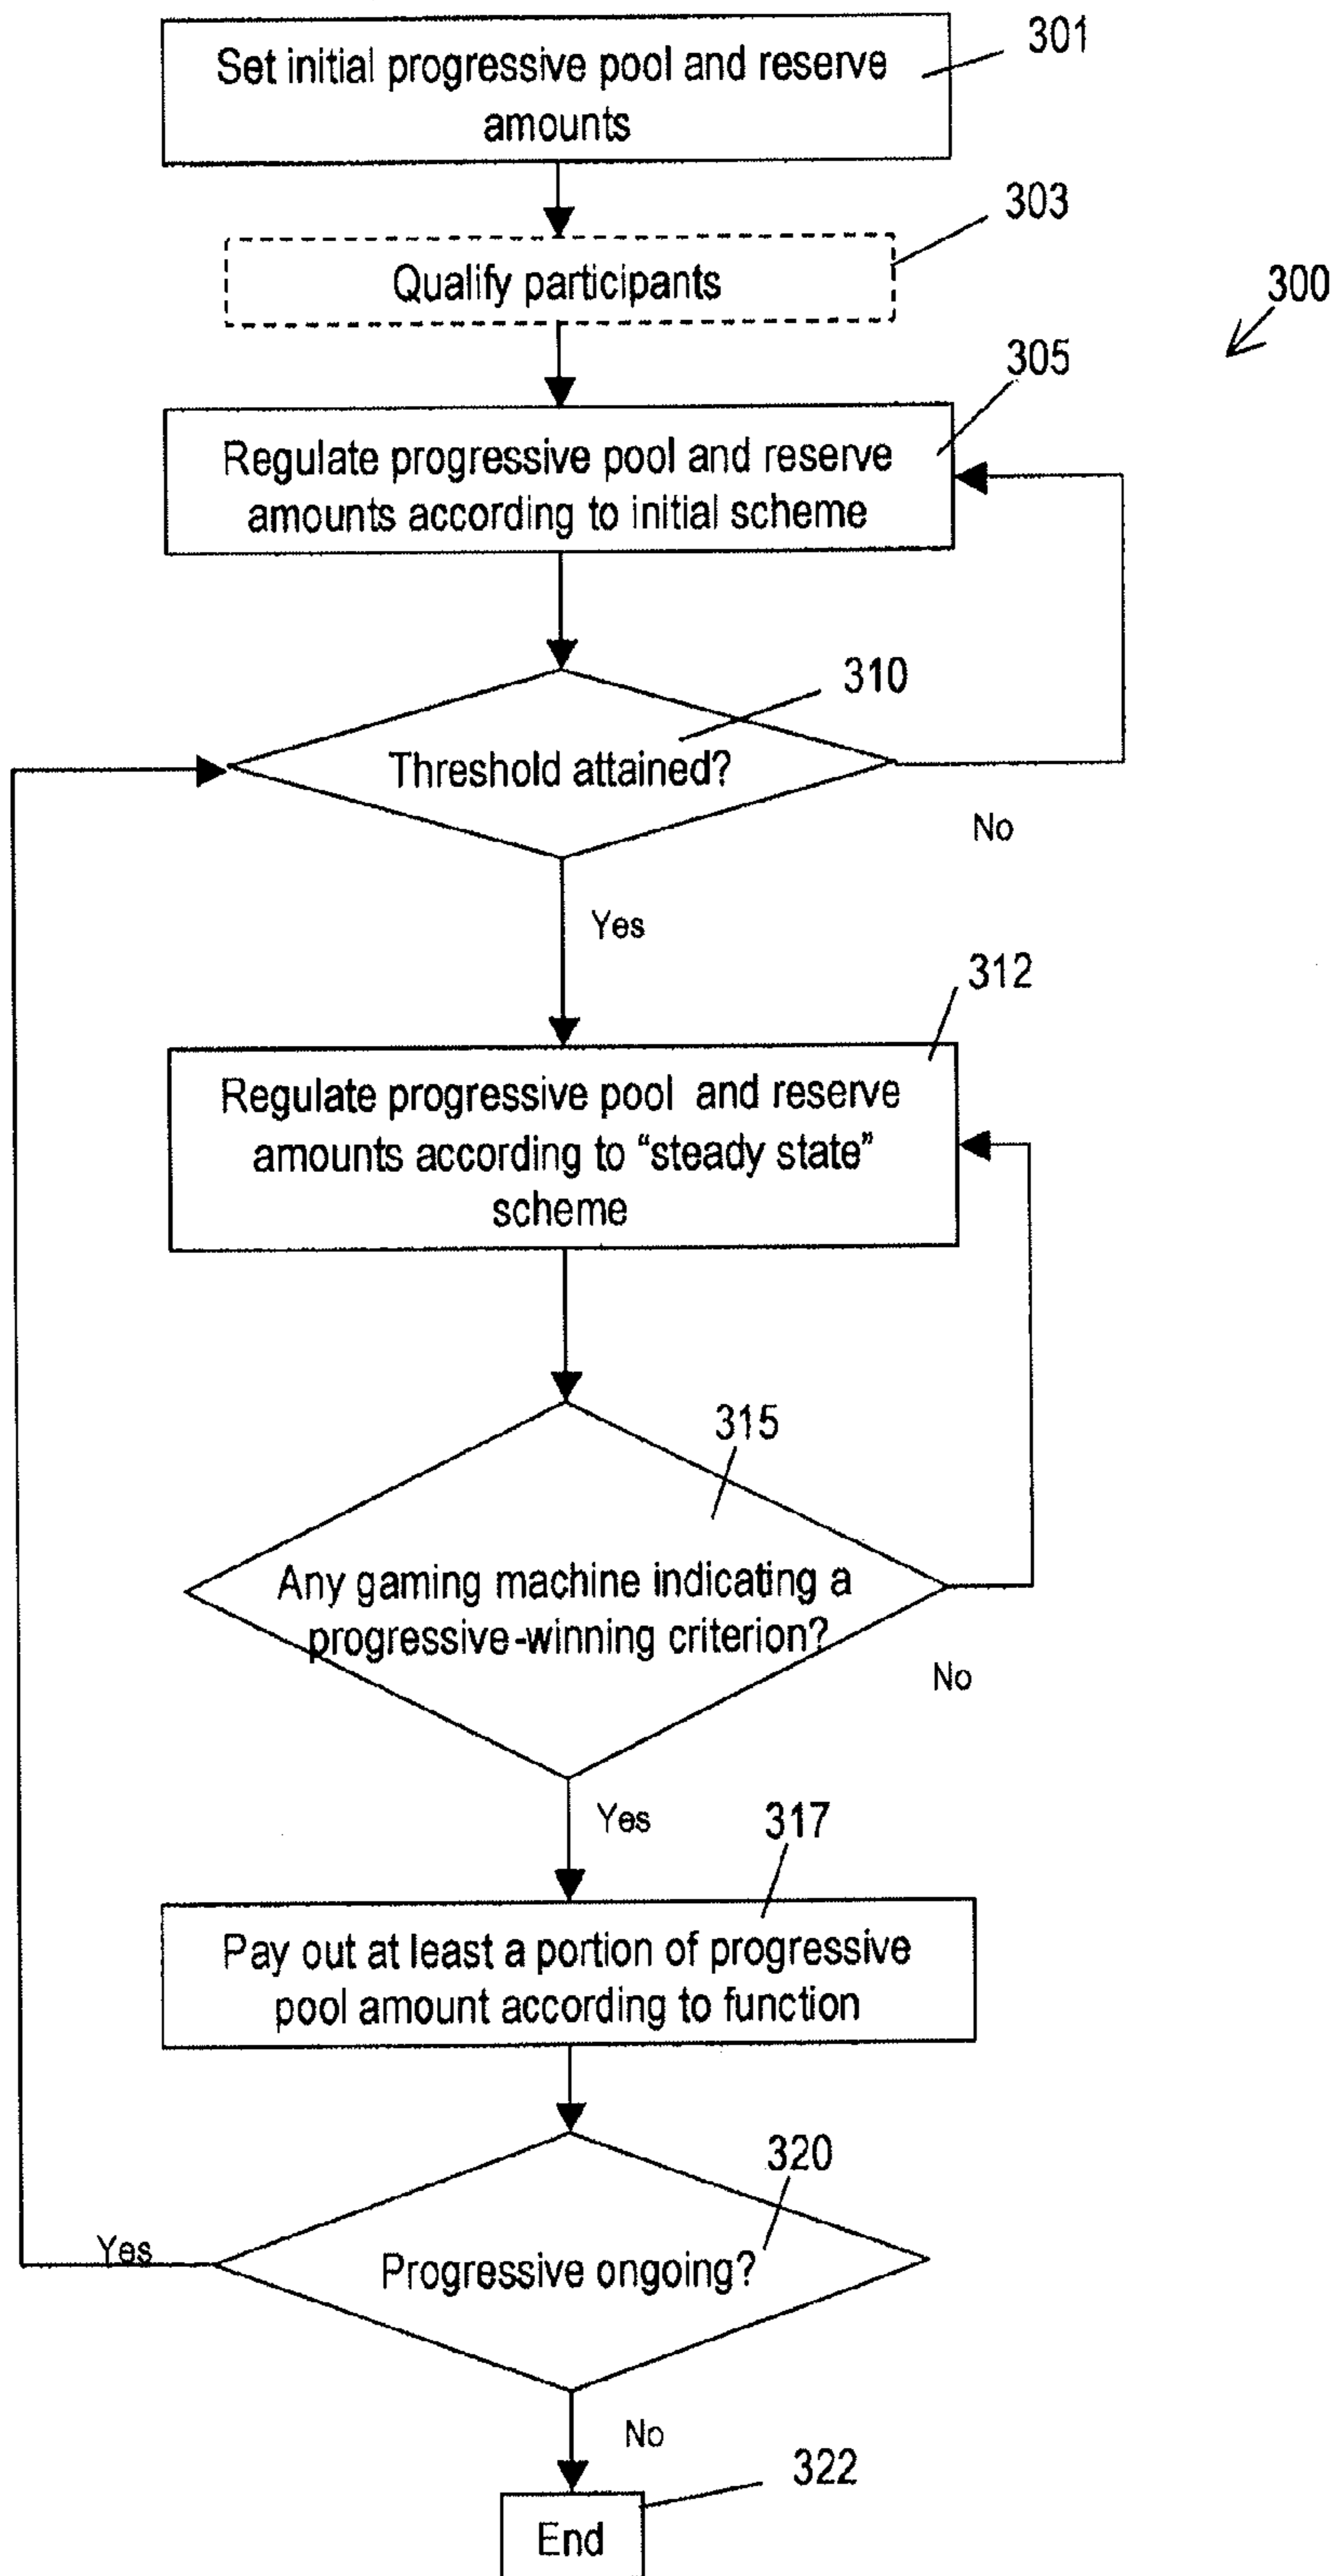 301
Set initial progressive pool and reserve
amounts
303
Qualify participants
300
305
Regulate progressive pool and reserve
amounts according to initial scheme
310
Threshold attained?
No
Yes
312
Regulate progressive pool and reserve
amounts according to “steady state”
scheme
315
Any gaming machine indicating a
progressive-winning criterion?
No
Yes
317
Pay out at least a portion of progressive
pool amount according to function
320
Yes
Progressive ongoing?
No
322
End